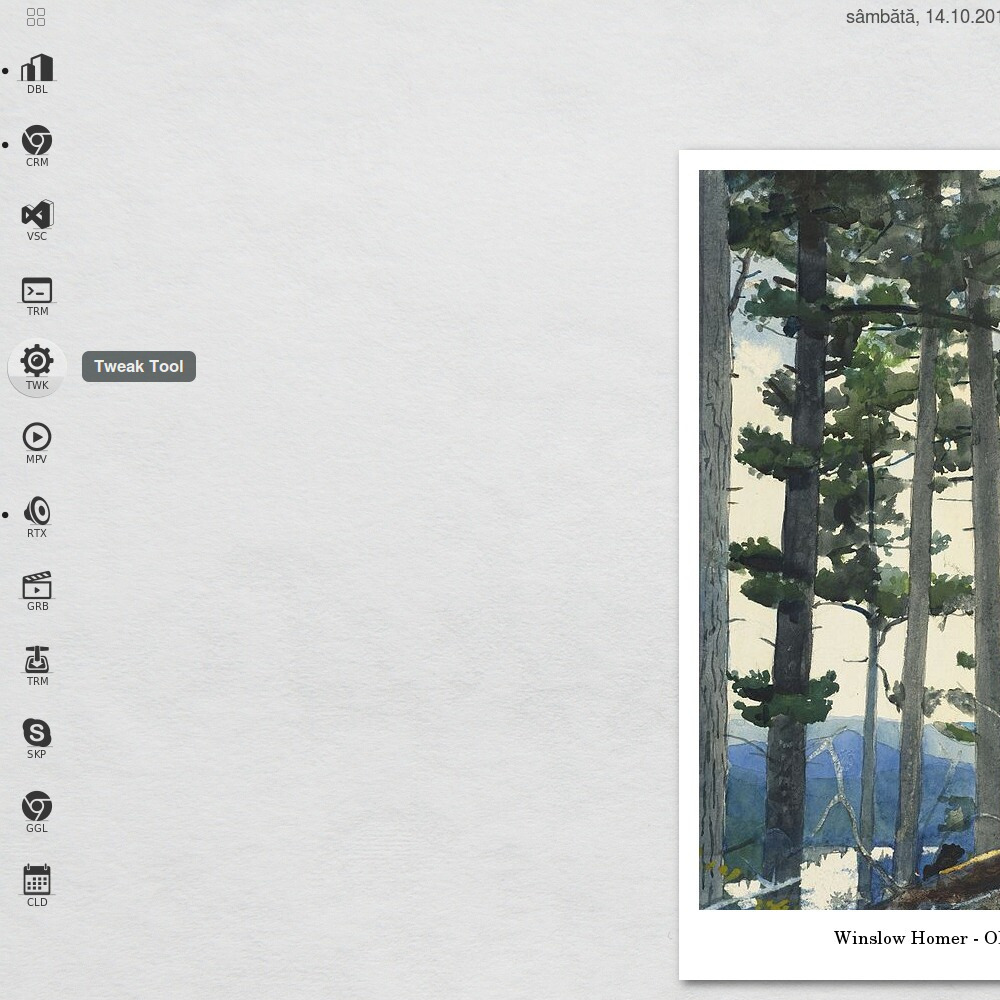 sâmbătă, 14.10.201
DBL
CRM
VSC
TRM
TWK
Tweak Tool
MPV
RTX
GRB
TRM
SKP
GGL
CLD
Winslow Homer - Ol